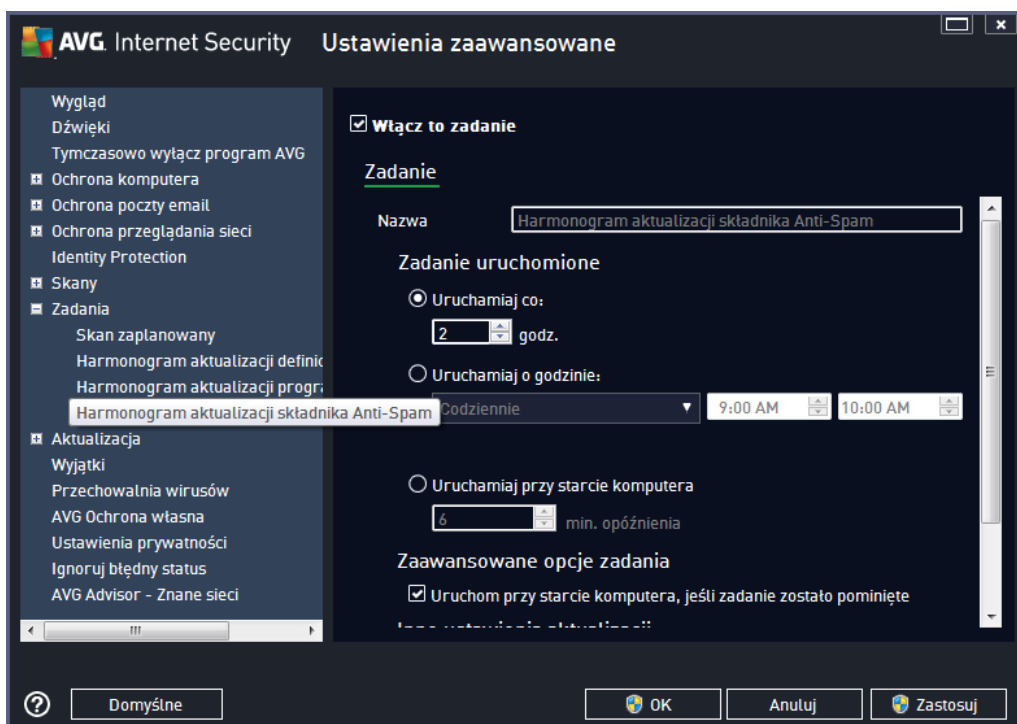 AVG. Internet Security Ustawienia zaawansowane
Wygląd
Dźwięki
Tymczasowo wyłącz program AVG
Ochrona komputera
Ochrona poczty email
Ochrona przeglądania sieci
Identity Protection
Skany
Zadania
Skan zaplanowany
Harmonogram aktualizacji definic
Harmonogram aktualizacji progra
Harmonogram aktualizacji składnika Anti-Spam
Aktualizacja
Wyjątki
Przechowalnia wirusów
AVG Ochrona własna
Ustawienia prywatności
Ignoruj błędny status
AVG Advisor - Znane sieci
Włącz to zadanie
Zadanie
Nazwa Harmonogram aktualizacji składnika Anti-Spam
Zadanie uruchomione
Uruchamiaj co:
2 godz.
Uruchamiaj o godzinie:
Codziennie 9:00 AM 10:00 AM
Uruchamiaj przy starcie komputera
6 min. opóźnienia
Zaawansowane opcje zadania
Uruchom przy starcie komputera, jeśli zadanie zostało pominięte
Inne ustawienia aktualizacji
? Domyślne OK Anuluj Zastosuj